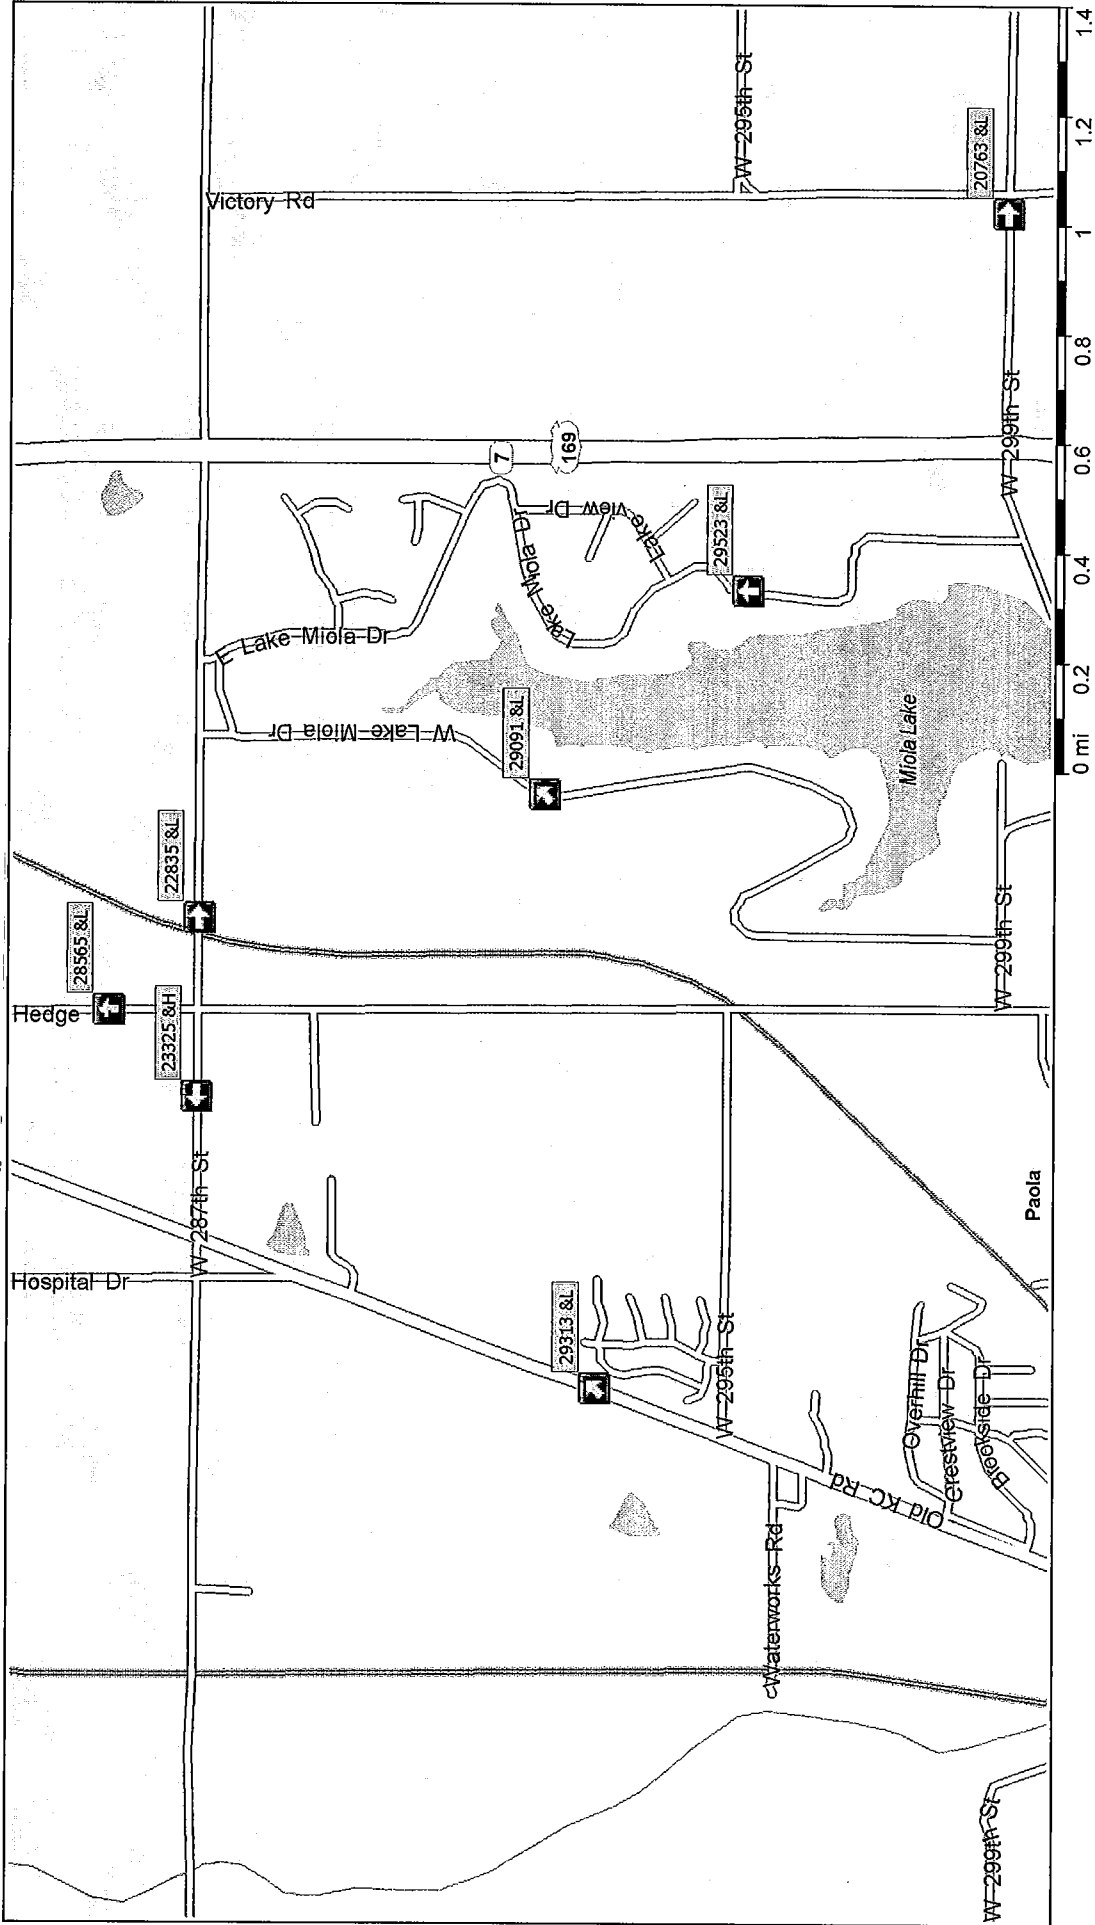 Hospital Dr
Hedge
28565 &L
23325 &H
22835 &L
W 287th St
Victory Rd
E Lake Miola Dr
W Lake Miola Dr
29091 &L
7
169
Lake Miola Dr
Lake
Lake
view Dr
29523 &L
29313 &L
W 295th St
W 295th St
Waterworks Rd
Old KC Rd
Overhill Dr
Crestview Dr
Brookside Dr
Miola Lake
20763 &L
W 299th St
W 299th St
W 299th St
Paola
0 mi
0.2
0.4
0.6
0.8
1
1.2
1.4